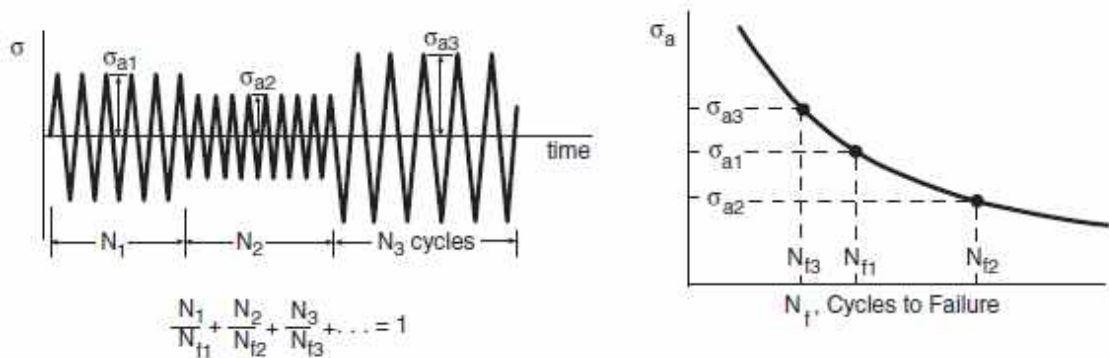 σ
σa1
σa2
σa3
time
N1
N2
N3 cycles
N1/Nf1 + N2/Nf2 + N3/Nf3 + . . . = 1
σa
σa3
σa1
σa2
Nf3
Nf1
Nf2
Nf, Cycles to Failure